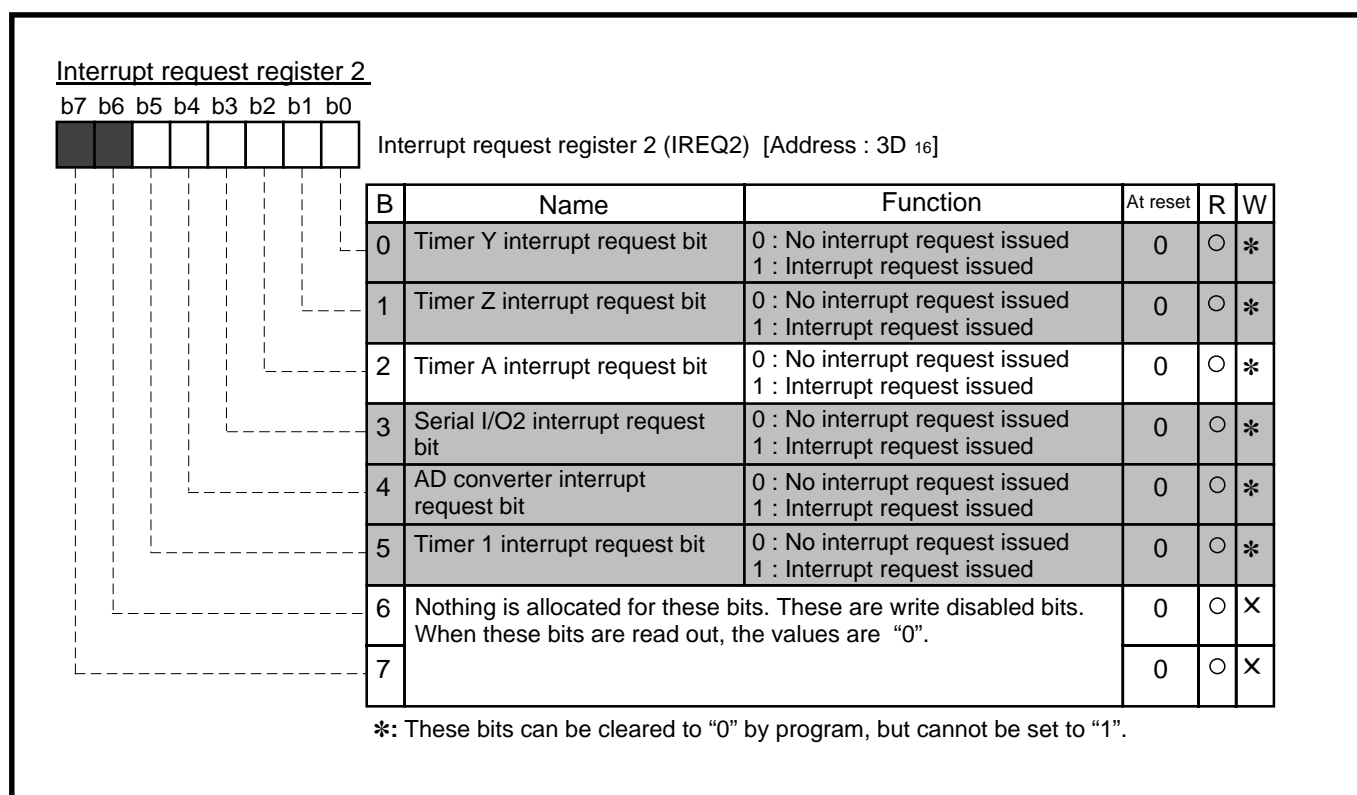 Interrupt request register 2
b7 b6 b5 b4 b3 b2 b1 b0
Interrupt request register 2 (IREQ2) [Address : 3D 16]
B Name Function At reset R W
0 Timer Y interrupt request bit 0 : No interrupt request issued 0 ○ ✻
1 : Interrupt request issued
1 Timer Z interrupt request bit 0 : No interrupt request issued 0 ○ ✻
1 : Interrupt request issued
2 Timer A interrupt request bit 0 : No interrupt request issued 0 ○ ✻
1 : Interrupt request issued
3 Serial I/O2 interrupt request 0 : No interrupt request issued 0 ○ ✻
bit 1 : Interrupt request issued
4 AD converter interrupt 0 : No interrupt request issued 0 ○ ✻
request bit 1 : Interrupt request issued
5 Timer 1 interrupt request bit 0 : No interrupt request issued 0 ○ ✻
1 : Interrupt request issued
6 Nothing is allocated for these bits. These are write disabled bits. 0 ○ ×
When these bits are read out, the values are “0”.
7 0 ○ ×
✻: These bits can be cleared to “0” by program, but cannot be set to “1”.